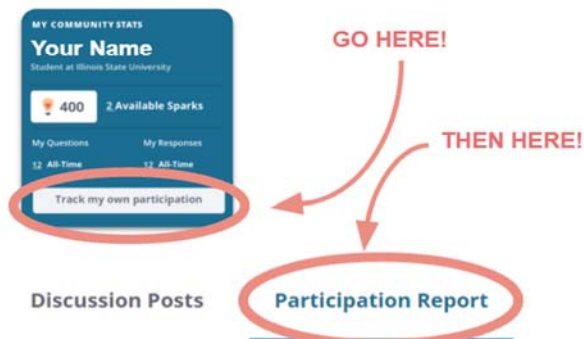 MY COMMUNITY STATS
Your Name
Student at Illinois State University
400 2 Available Sparks
My Questions My Responses
12 All-Time 12 All-Time
Track my own participation
GO HERE!
THEN HERE!
Discussion Posts Participation Report